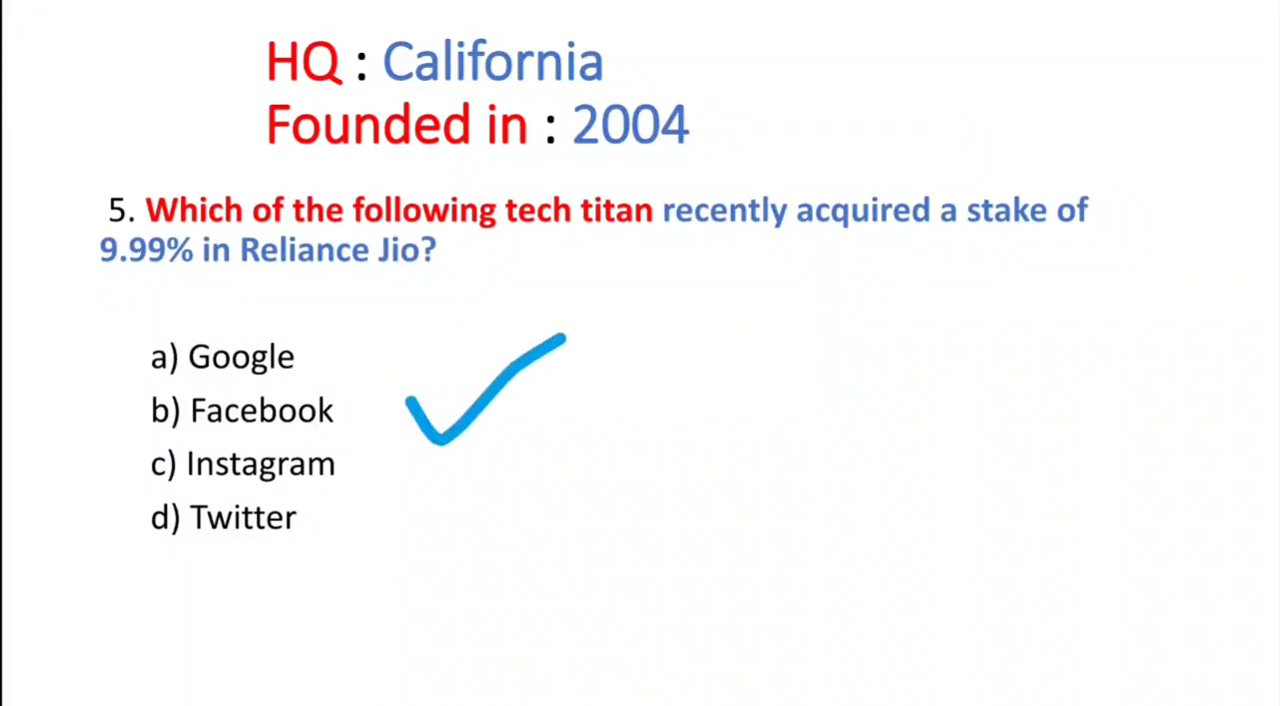 HQ : California
Founded in : 2004
5. Which of the following tech titan recently acquired a stake of
9.99% in Reliance Jio?
a) Google
b) Facebook
c) Instagram
d) Twitter